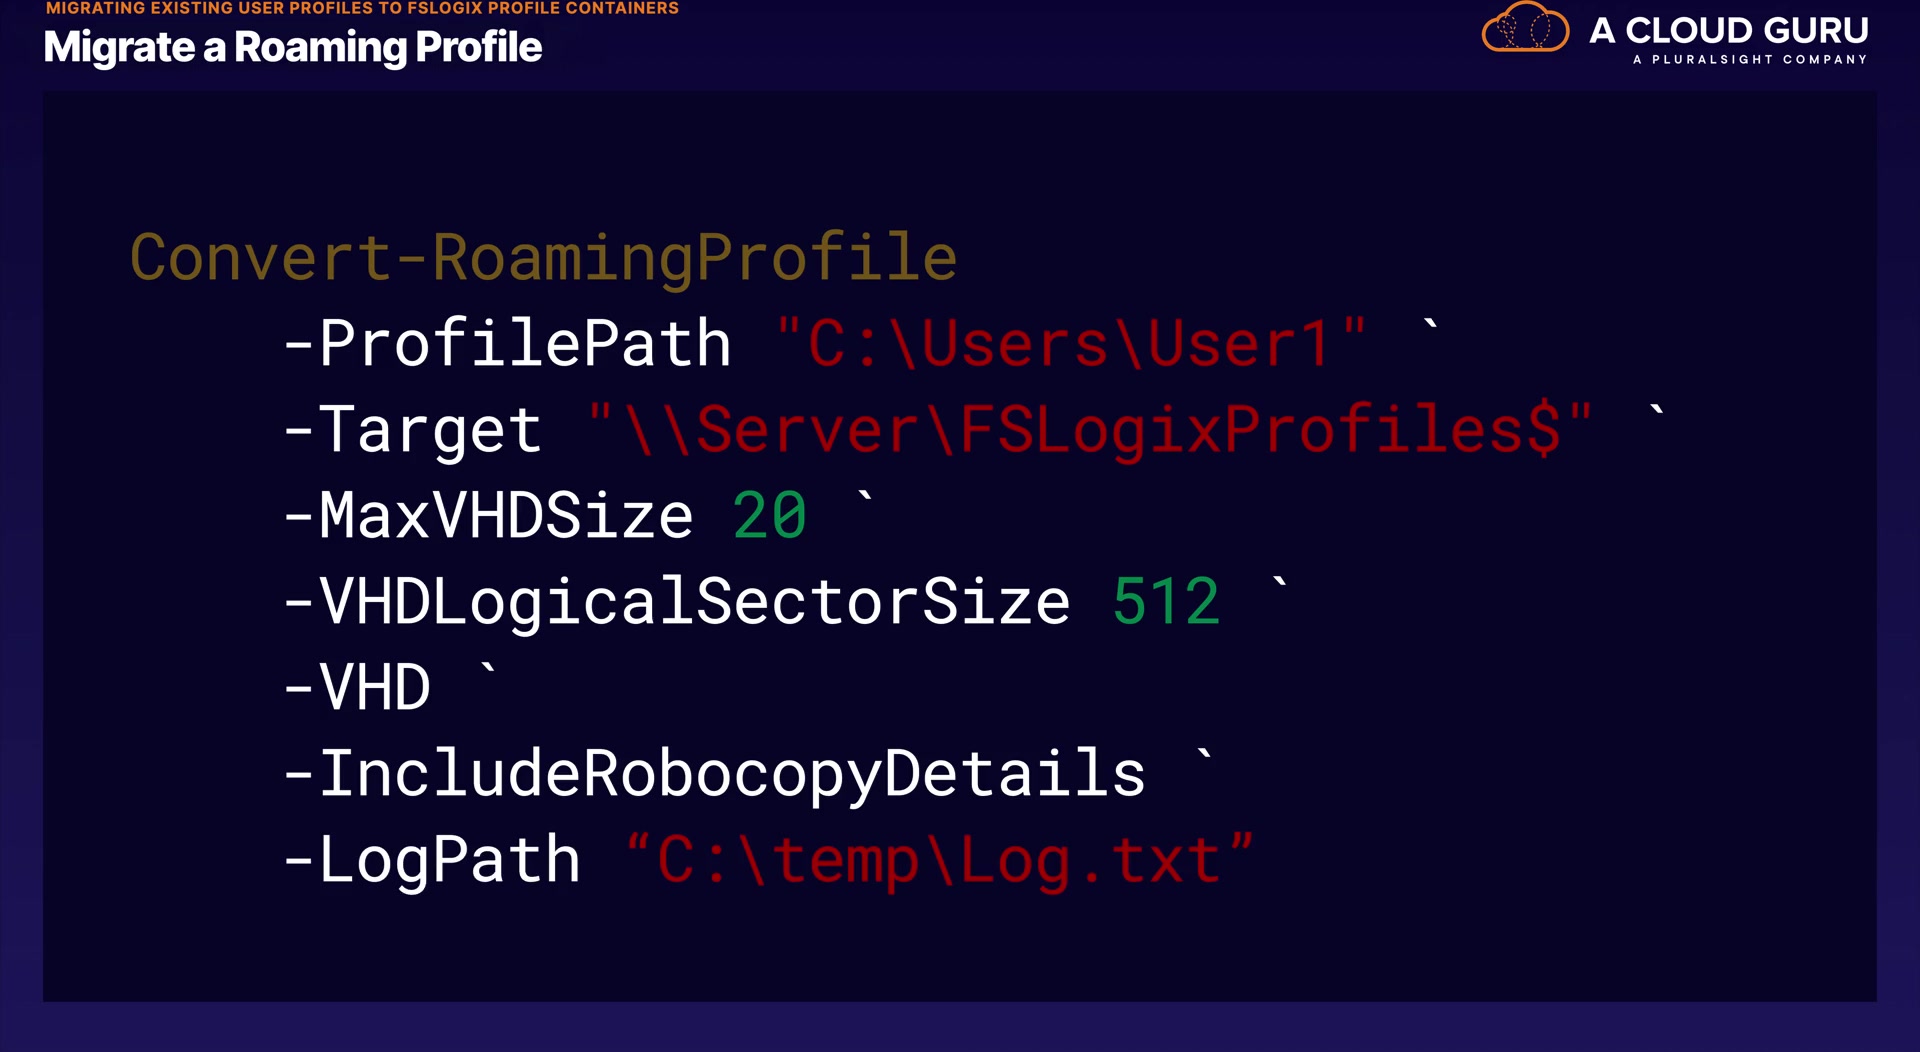 MIGRATING EXISTING USER PROFILES TO FSLOGIX PROFILE CONTAINERS
Migrate a Roaming Profile
A CLOUD GURU
A PLURALSIGHT COMPANY
Convert-RoamingProfile
-ProfilePath "C:\Users\User1" `
-Target "\\Server\FSLogixProfiles$" `
-MaxVHDSize 20 `
-VHDLogicalSectorSize 512 `
-VHD `
-IncludeRobocopyDetails `
-LogPath “C:\temp\Log.txt”